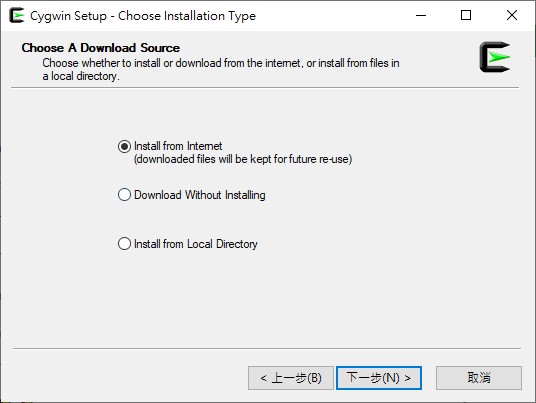 Cygwin Setup - Choose Installation Type
Choose A Download Source
Choose whether to install or download from the internet, or install from files in
a local directory.
Install from Internet
(downloaded files will be kept for future re-use)
Download Without Installing
Install from Local Directory
< 上一步(B)
下一步(N) >
取消